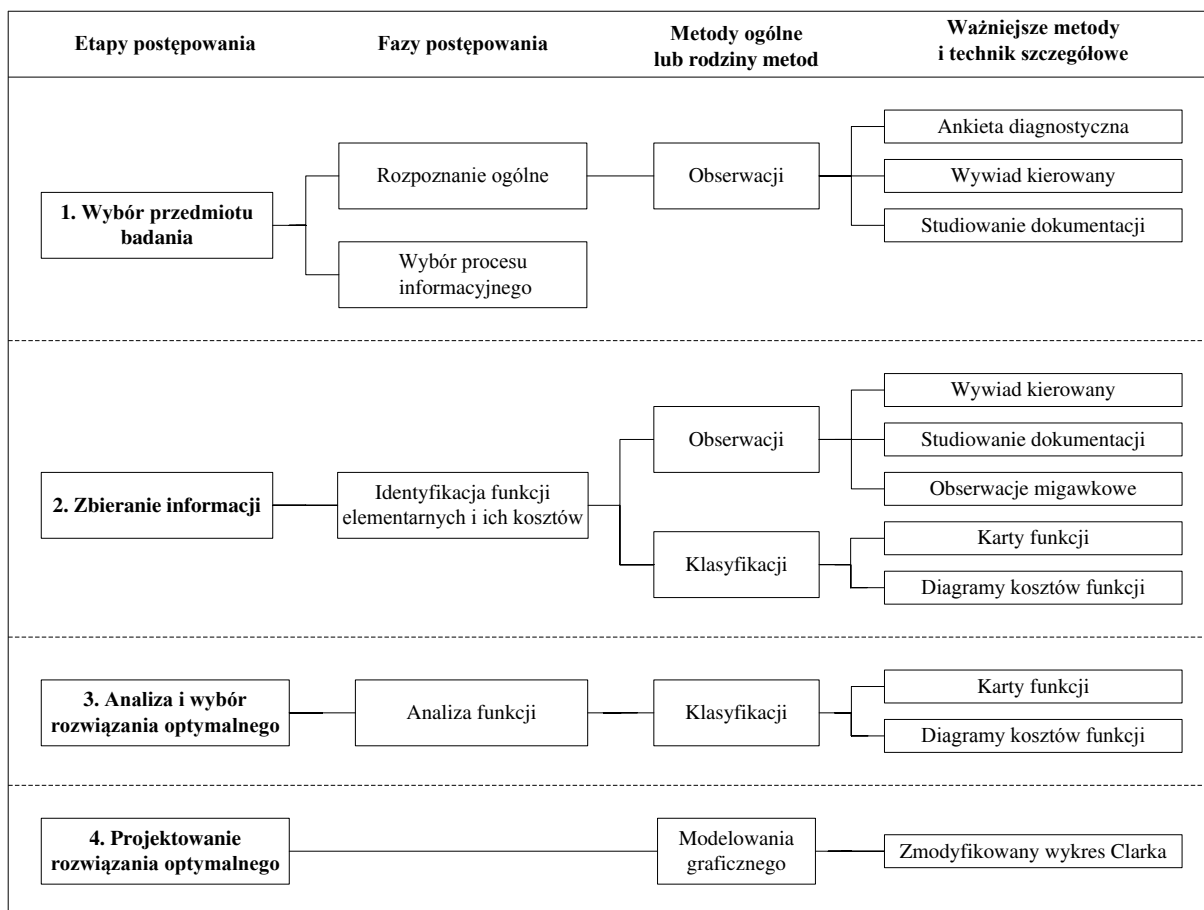 Etapy postępowania
Fazy postępowania
Metody ogólne
lub rodziny metod
Ważniejsze metody
i technik szczegółowe
1. Wybór przedmiotu
badania
Rozpoznanie ogólne
Obserwacji
Ankieta diagnostyczna
Wywiad kierowany
Studiowanie dokumentacji
Wybór procesu
informacyjnego
2. Zbieranie informacji
Identyfikacja funkcji
elementarnych i ich kosztów
Obserwacji
Wywiad kierowany
Studiowanie dokumentacji
Obserwacje migawkowe
Klasyfikacji
Karty funkcji
Diagramy kosztów funkcji
3. Analiza i wybór
rozwiązania optymalnego
Analiza funkcji
Klasyfikacji
Karty funkcji
Diagramy kosztów funkcji
4. Projektowanie
rozwiązania optymalnego
Modelowania
graficznego
Zmodyfikowany wykres Clarka